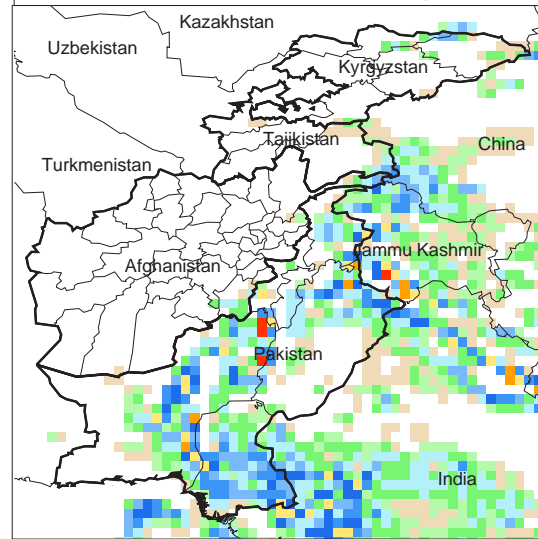 Kazakhstan
Uzbekistan
Kyrgyzstan
Tajikistan
China
Turkmenistan
Jammu Kashmir
Afghanistan
Pakistan
India